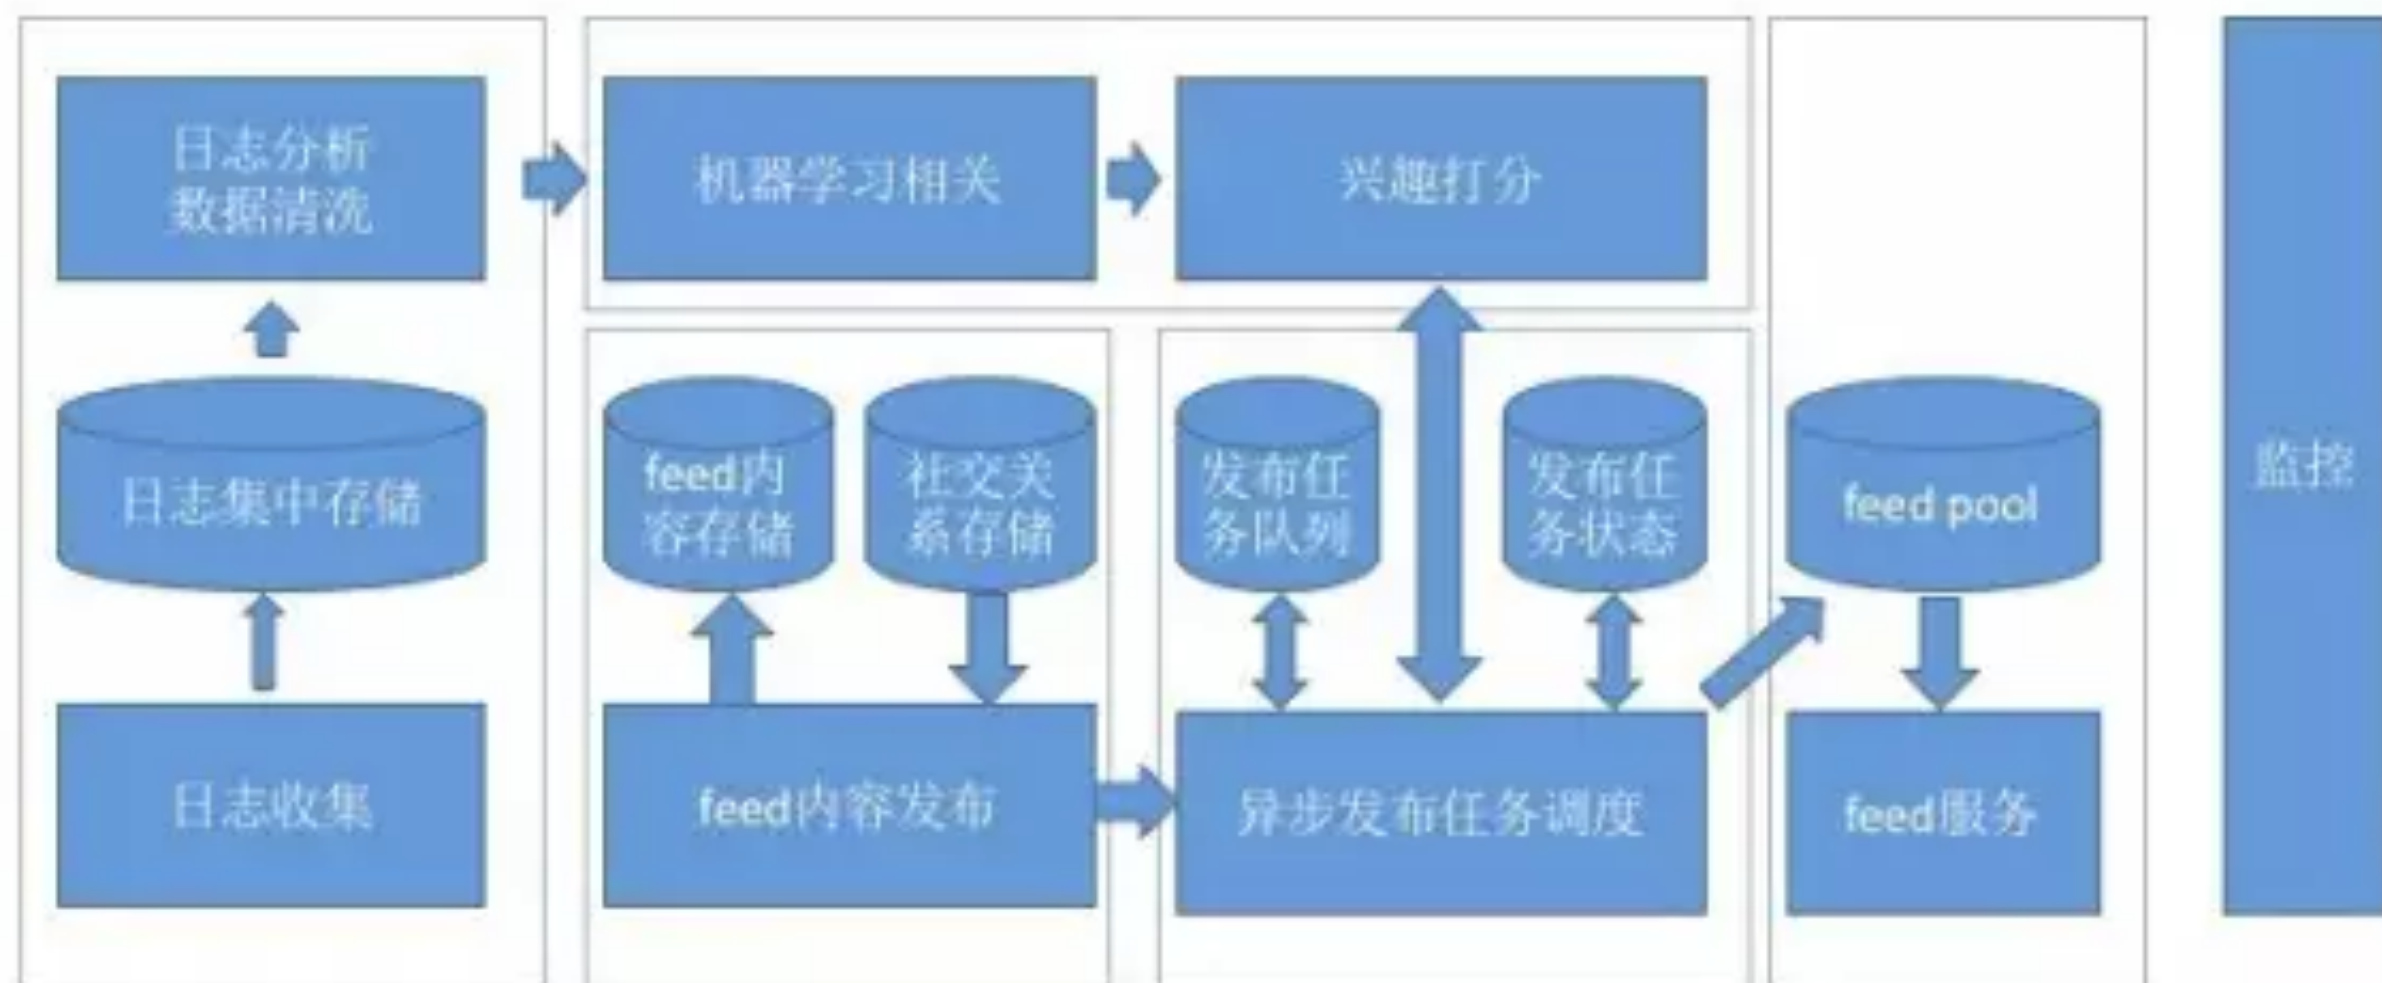 日志分析
数据清洗
机器学习相关
兴趣打分
日志集中存储
feed内
容存储
社交关
系存储
发布任
务队列
发布任
务状态
feed pool
监控
日志收集
feed内容发布
异步发布任务调度
feed服务